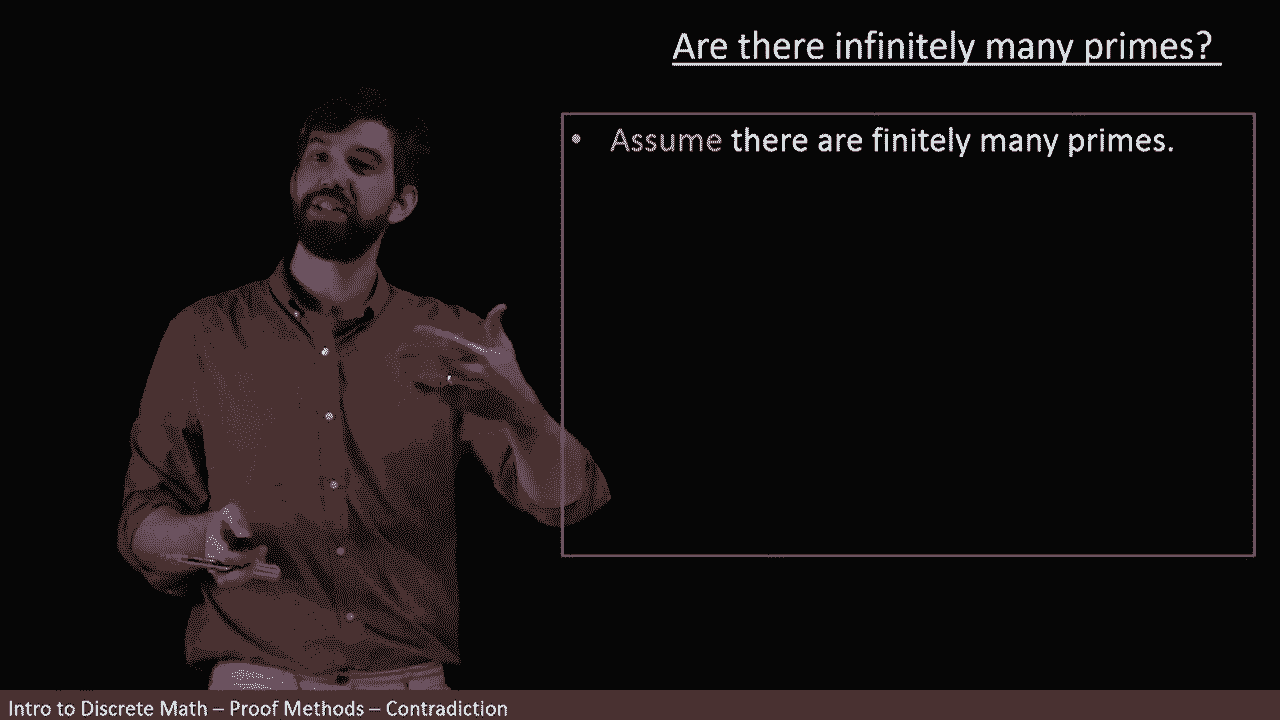 Are there infinitely many primes?
• Assume there are finitely many primes.
Intro to Discrete Math – Proof Methods – Contradiction